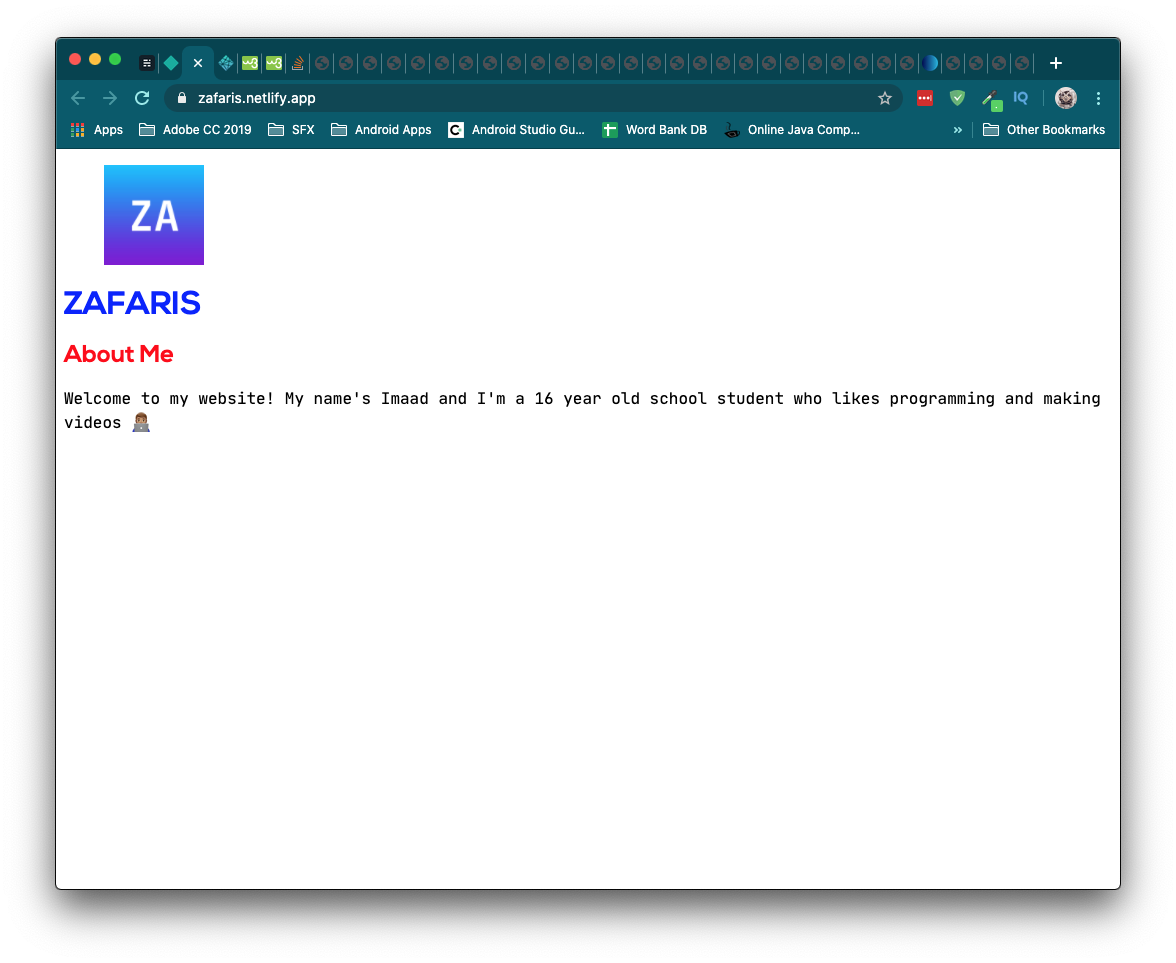 zafaris.netlify.app
IQ
Apps Adobe CC 2019 SFX Android Apps Android Studio Gu... Word Bank DB Online Java Comp... » Other Bookmarks
ZA
ZAFARIS
About Me
Welcome to my website! My name's Imaad and I'm a 16 year old school student who likes programming and making
videos 👨🏽‍💻